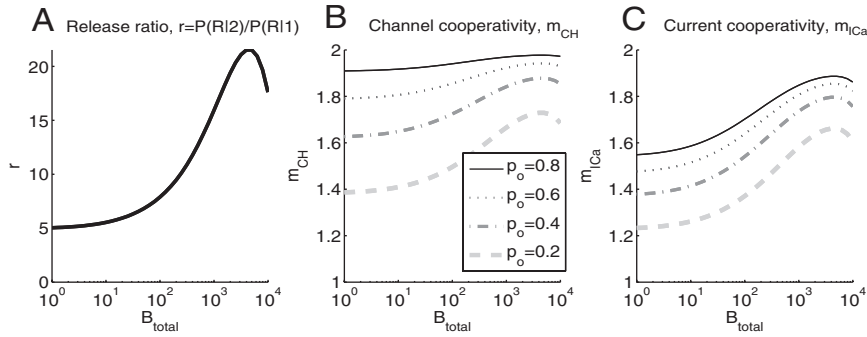 A Release ratio, r=P(R|2)/P(R|1)
20
15
10
5
0
r
10^0 10^1 10^2 10^3 10^4
B_total
B Channel cooperativity, m_CH
2
1.8
1.6
1.4
1.2
1
m_CH
p_o=0.8
p_o=0.6
p_o=0.4
p_o=0.2
10^0 10^1 10^2 10^3 10^4
B_total
C Current cooperativity, m_ICa
2
1.8
1.6
1.4
1.2
1
m_ICa
10^0 10^1 10^2 10^3 10^4
B_total